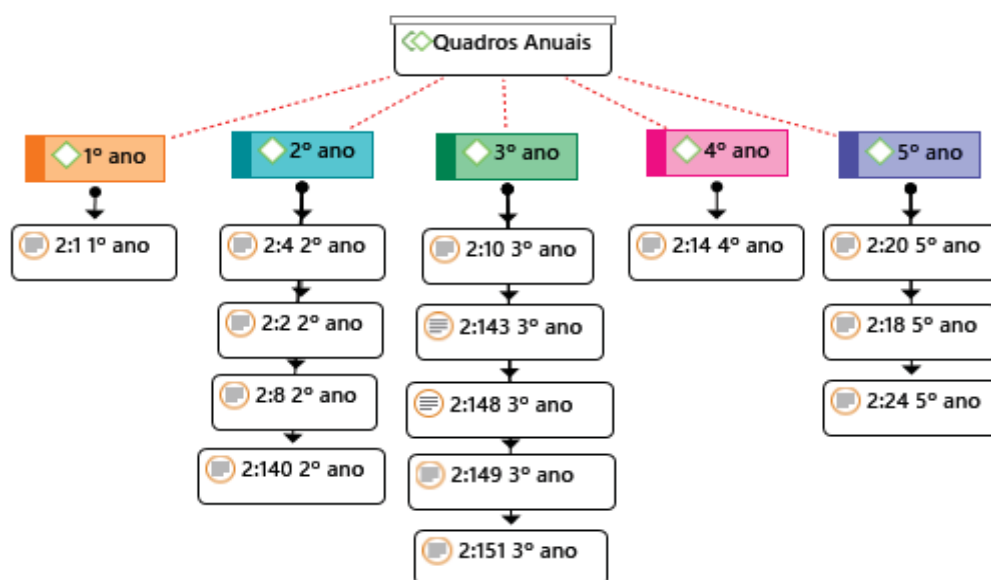 Quadros Anuais
1º ano
2º ano
3º ano
4º ano
5º ano
2:1 1º ano
2:4 2º ano
2:10 3º ano
2:14 4º ano
2:20 5º ano
2:2 2º ano
2:143 3º ano
2:18 5º ano
2:8 2º ano
2:148 3º ano
2:24 5º ano
2:140 2º ano
2:149 3º ano
2:151 3º ano